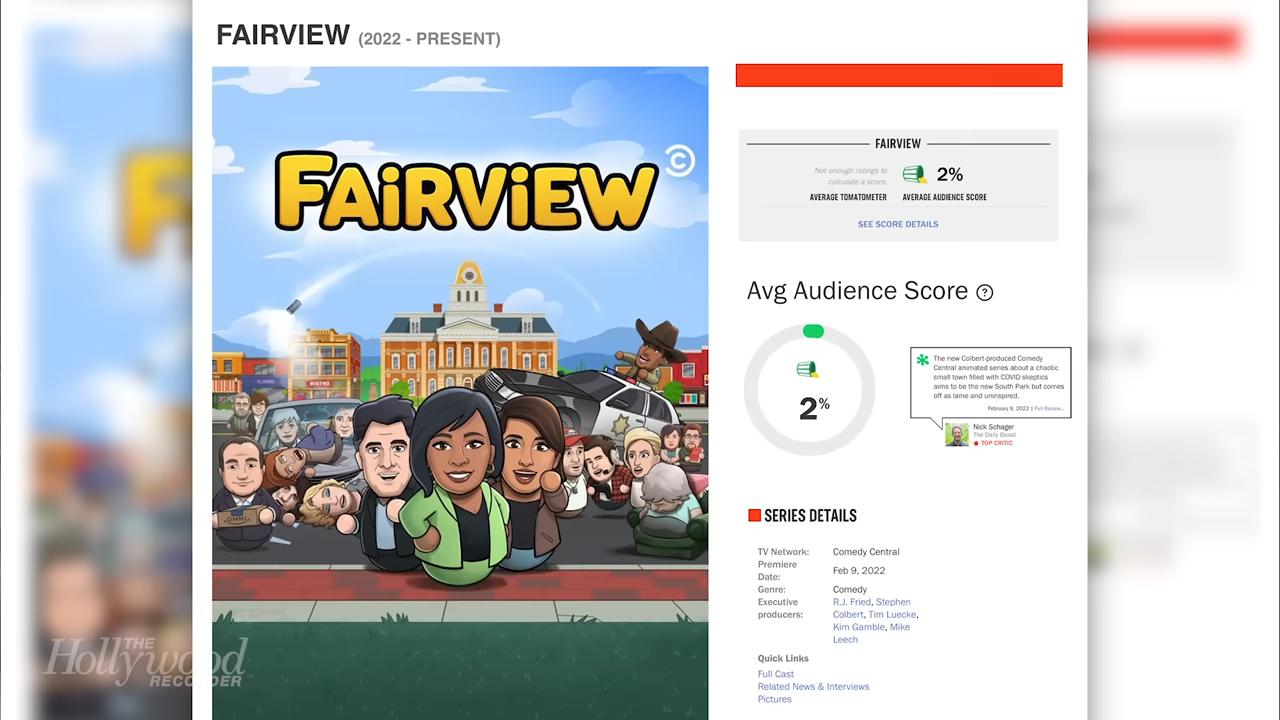 FAIRVIEW (2022 - PRESENT)
FAIRVIEW
C
FLORIST
BISTRO
OMNI
THE
Hollywood
REPORTER
FAIRVIEW
Not enough ratings to
calculate a score.
2%
AVERAGE TOMATOMETER
AVERAGE AUDIENCE SCORE
SEE SCORE DETAILS
Avg Audience Score ?
2%
The new Colbert-produced Comedy
Central animated series about a chaotic
small town filled with COVID skeptics
aims to be the new South Park but comes
off as lame and uninspired.
February 9, 2022 | Full Review...
Nick Schager
The Daily Beast
TOP CRITIC
SERIES DETAILS
TV Network: Comedy Central
Premiere
Date: Feb 9, 2022
Genre: Comedy
Executive R.J. Fried, Stephen
producers: Colbert, Tim Luecke,
Kim Gamble, Mike
Leech
Quick Links
Full Cast
Related News & Interviews
Pictures